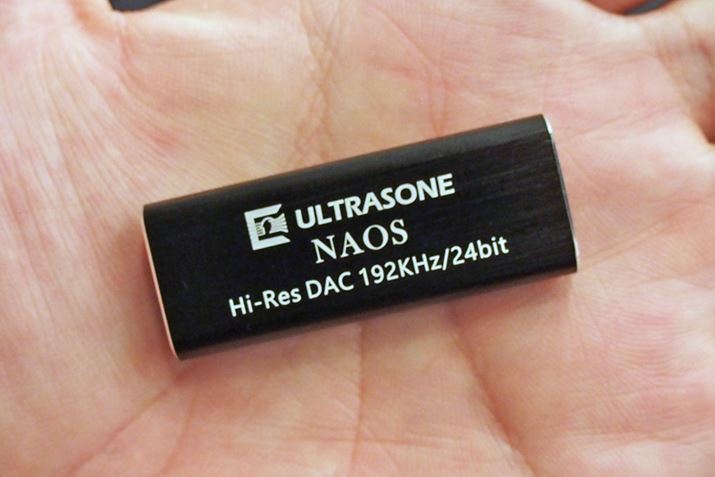 ULTRASONE
NAOS
Hi-Res DAC 192KHz/24bit